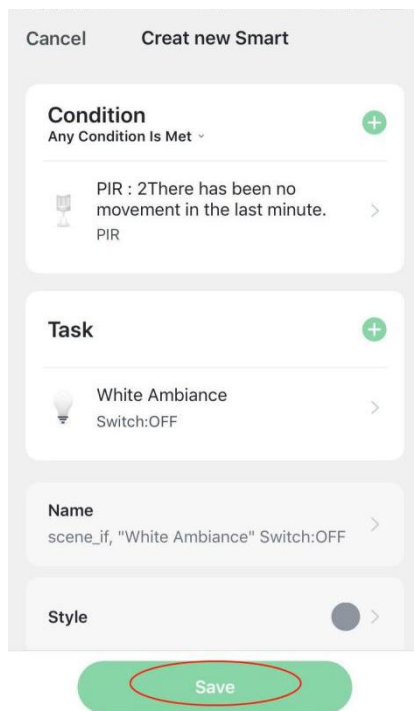 Cancel Creat new Smart
Condition
Any Condition Is Met
PIR : 2There has been no
movement in the last minute.
PIR
Task
White Ambiance
Switch:OFF
Name
scene_if, "White Ambiance" Switch:OFF
Style
Save